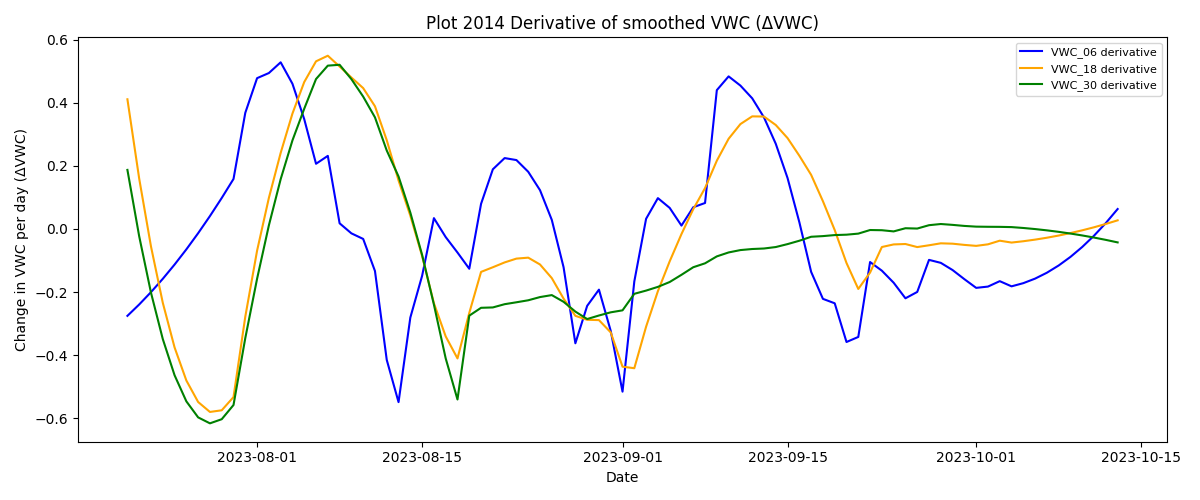 Plot 2014 Derivative of smoothed VWC (ΔVWC)
VWC_06 derivative
VWC_18 derivative
VWC_30 derivative
Change in VWC per day (ΔVWC)
0.6
0.4
0.2
0.0
−0.2
−0.4
−0.6
2023-08-01
2023-08-15
2023-09-01
2023-09-15
2023-10-01
2023-10-15
Date